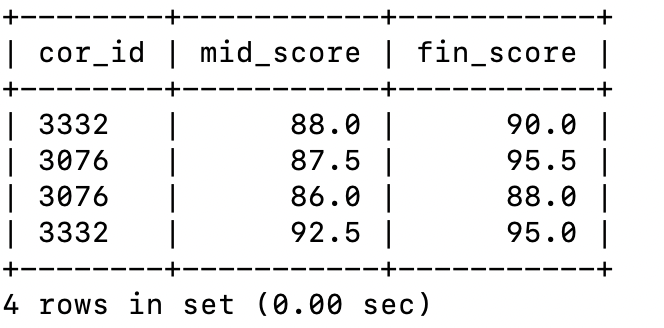 +--------+-----------+-----------+
| cor_id | mid_score | fin_score |
+--------+-----------+-----------+
| 3332   |      88.0 |      90.0 |
| 3076   |      87.5 |      95.5 |
| 3076   |      86.0 |      88.0 |
| 3332   |      92.5 |      95.0 |
+--------+-----------+-----------+
4 rows in set (0.00 sec)